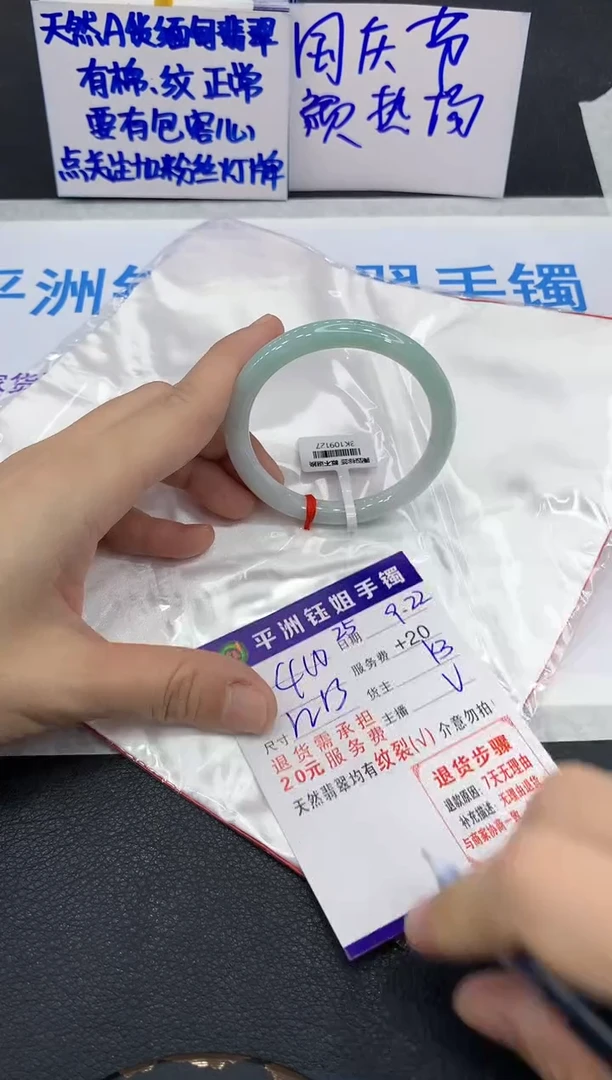 天然A货缅甸翡翠
有棉、纹正常
要有包容心
点关注加粉丝灯牌
国庆节
预热场
平洲钰
翠手镯
3K109127
平洲钰姐手镯
25 日期 9-22
服务费 +20
货主 13
尺寸
主播 V
退货需承担
20元服务费
天然翡翠均有纹裂(V) 介意勿拍
退货步骤
退款原因:7天无理由
补充描述:无理由退货
与商家协商一致